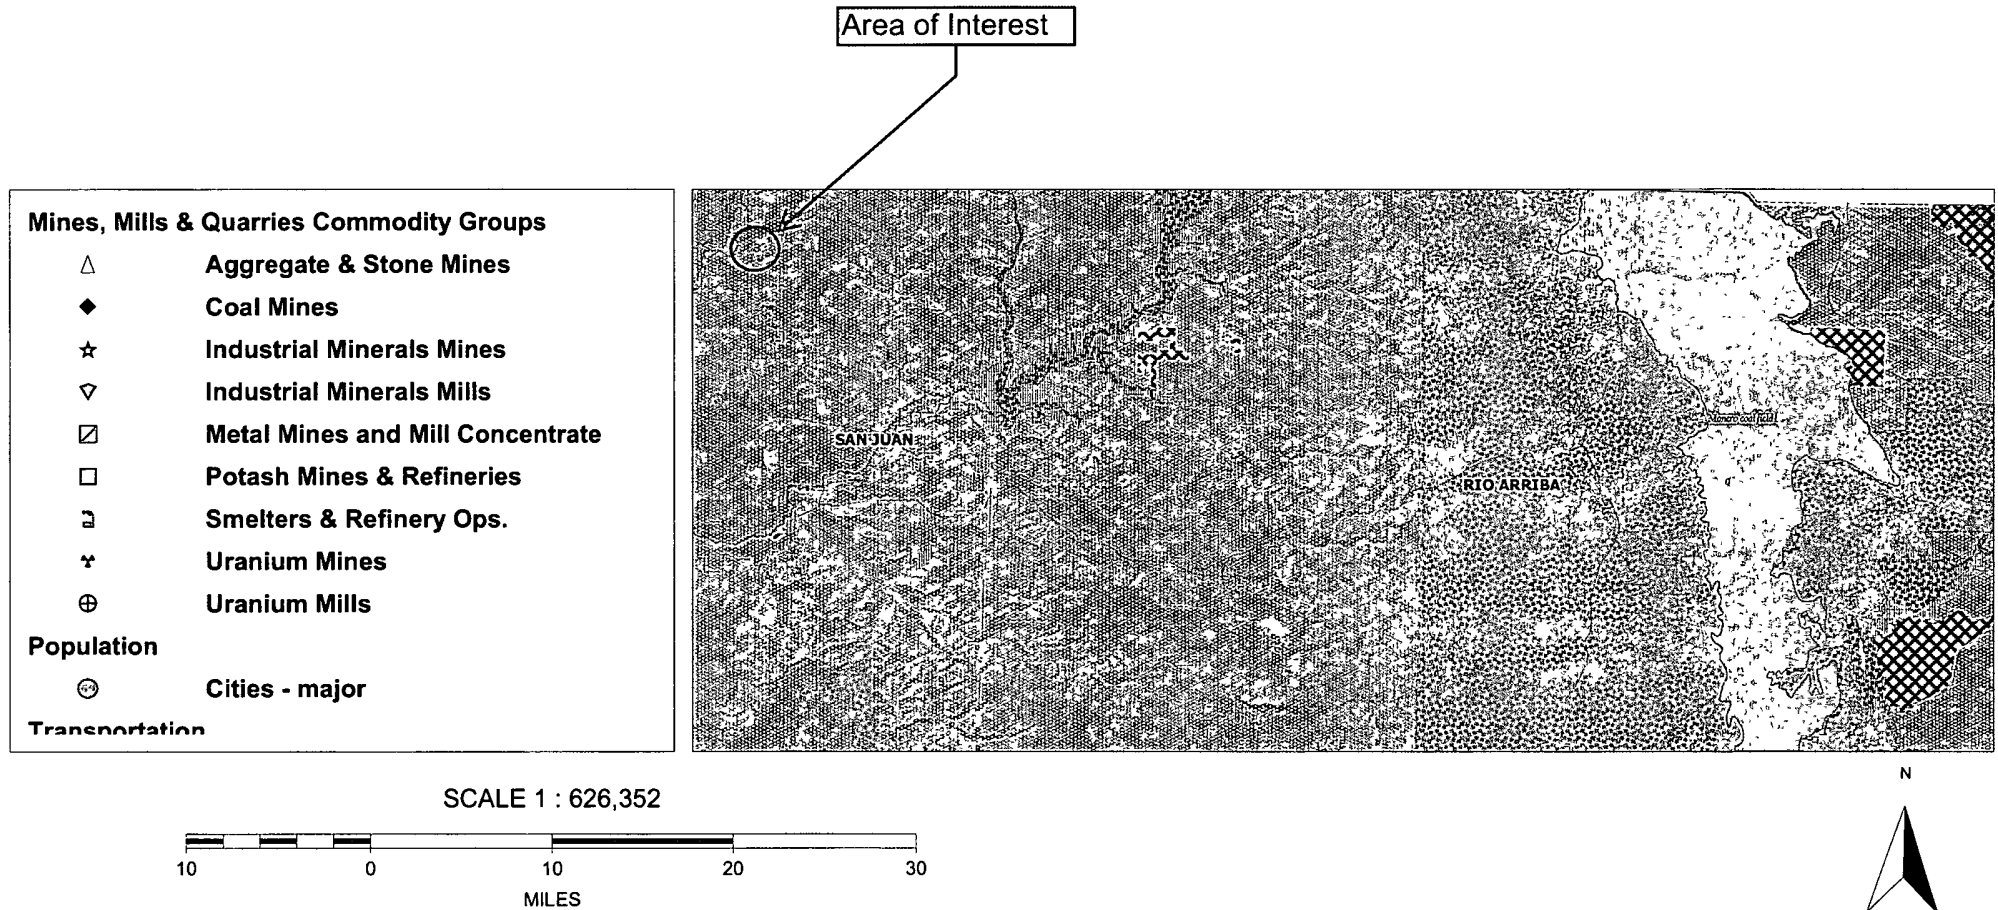 Area of Interest
Mines, Mills & Quarries Commodity Groups
Aggregate & Stone Mines
Coal Mines
Industrial Minerals Mines
Industrial Minerals Mills
Metal Mines and Mill Concentrate
Potash Mines & Refineries
Smelters & Refinery Ops.
Uranium Mines
Uranium Mills
Population
Cities - major
Transportation
SAN JUAN
RIO ARRIBA
SCALE 1 : 626,352
10 0 10 20 30
MILES
N